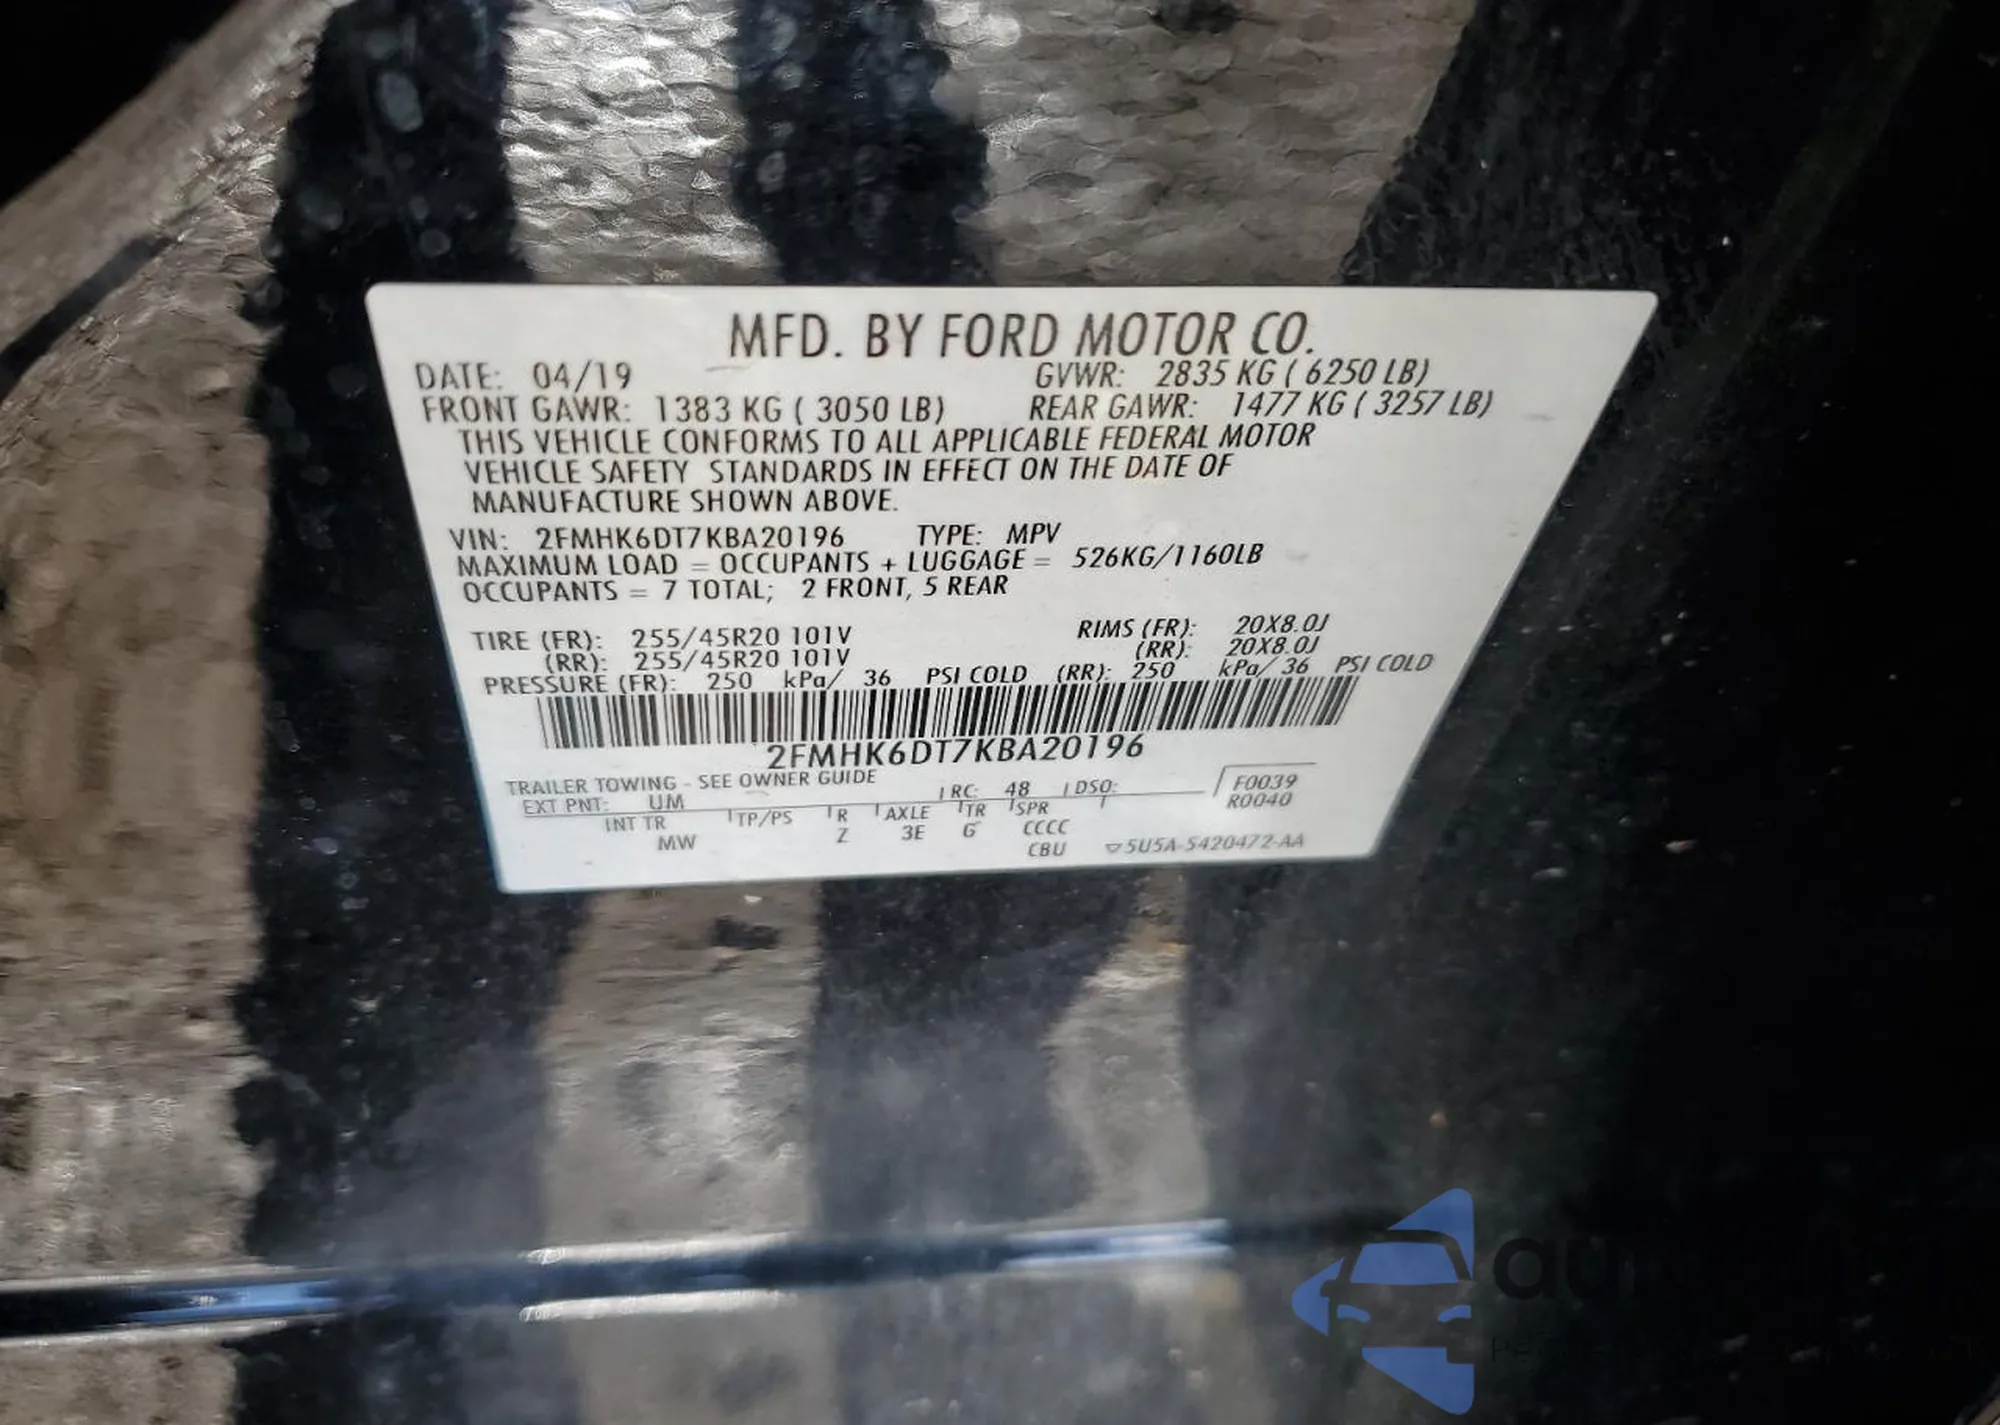 MFD. BY FORD MOTOR CO.
DATE: 04/19 GVWR: 2835 KG ( 6250 LB)
FRONT GAWR: 1383 KG ( 3050 LB) REAR GAWR: 1477 KG ( 3257 LB)
THIS VEHICLE CONFORMS TO ALL APPLICABLE FEDERAL MOTOR
VEHICLE SAFETY STANDARDS IN EFFECT ON THE DATE OF
MANUFACTURE SHOWN ABOVE.
VIN: 2FMHK6DT7KBA20196 TYPE: MPV
MAXIMUM LOAD = OCCUPANTS + LUGGAGE = 526KG/1160LB
OCCUPANTS = 7 TOTAL; 2 FRONT, 5 REAR
TIRE (FR): 255/45R20 101V RIMS (FR): 20X8.0J
(RR): 255/45R20 101V (RR): 20X8.0J
PRESSURE (FR): 250 kPa/ 36 PSI COLD (RR): 250 kPa/ 36 PSI COLD
2FMHK6DT7KBA20196
TRAILER TOWING - SEE OWNER GUIDE
EXT PNT: UM RC: 48 DSO: F0039
R0040
INT TR TP/PS R AXLE TR SPR
MW Z 3E G CCCC
CBU 5U5A-5420472-AA